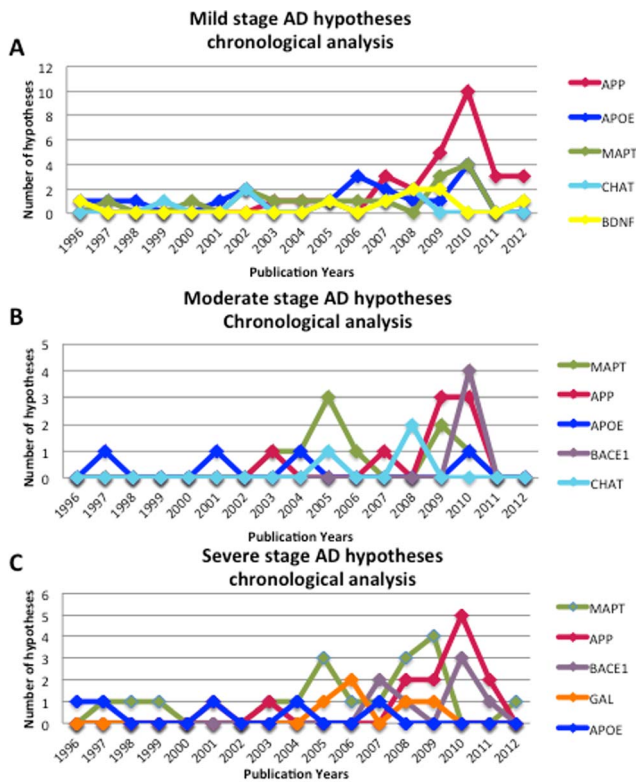 Mild stage AD hypotheses
chronological analysis
A
Number of hypotheses
12
10
8
6
4
2
0
1996
1997
1998
1999
2000
2001
2002
2003
2004
2005
2006
2007
2008
2009
2010
2011
2012
Publication Years
APP
APOE
MAPT
CHAT
BDNF
Moderate stage AD hypotheses
Chronological analysis
B
Number of hypotheses
5
4
3
2
1
0
1996
1997
1998
1999
2000
2001
2002
2003
2004
2005
2006
2007
2008
2009
2010
2011
2012
Publication Years
MAPT
APP
APOE
BACE1
CHAT
Severe stage AD hypotheses
chronological analysis
C
Number of hypotheses
6
5
4
3
2
1
0
1996
1997
1998
1999
2000
2001
2002
2003
2004
2005
2006
2007
2008
2009
2010
2011
2012
Publication Years
MAPT
APP
BACE1
GAL
APOE